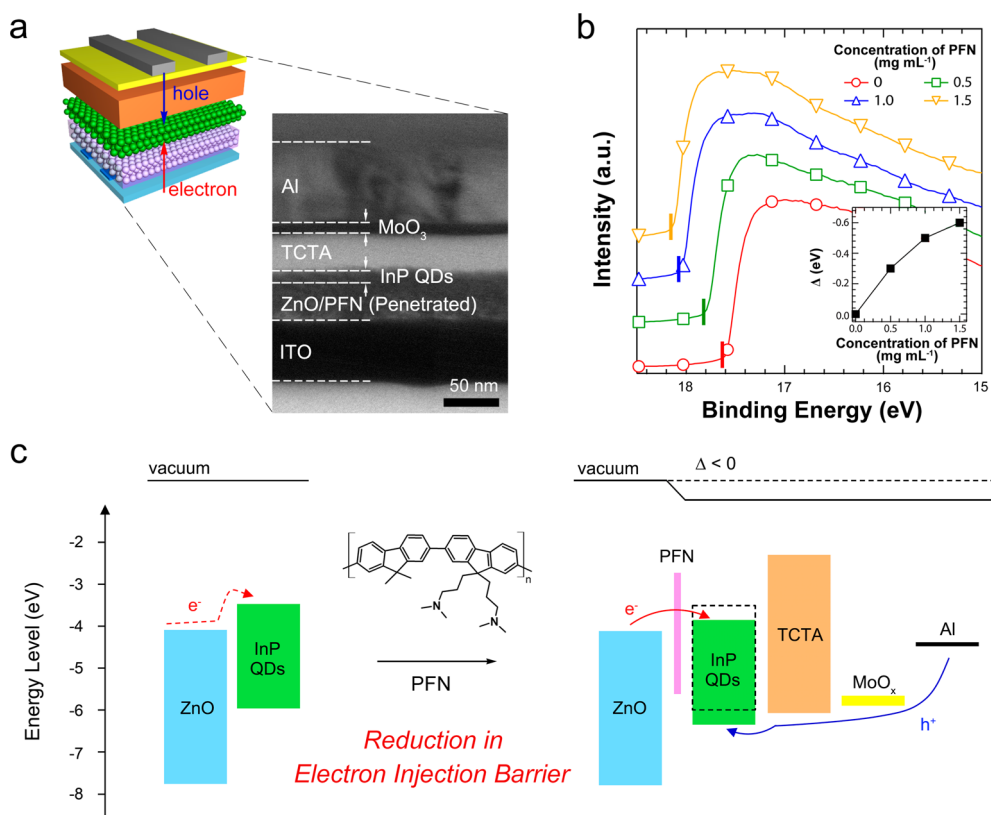 a
hole
electron
Al
MoO₃
TCTA
InP QDs
ZnO/PFN (Penetrated)
ITO
50 nm
b
Concentration of PFN
(mg mL⁻¹)
0
0.5
1.0
1.5
Intensity (a.u.)
18
17
16
15
Binding Energy (eV)
Δ (eV)
-0.6
-0.4
-0.2
0.0
0.0
0.5
1.0
1.5
Concentration of PFN
(mg mL⁻¹)
c
vacuum
Energy Level (eV)
-2
-3
-4
-5
-6
-7
-8
e⁻
ZnO
InP
QDs
n
N
N
PFN
Reduction in
Electron Injection Barrier
vacuum
Δ < 0
PFN
e⁻
ZnO
InP
QDs
TCTA
MoOₓ
Al
h⁺